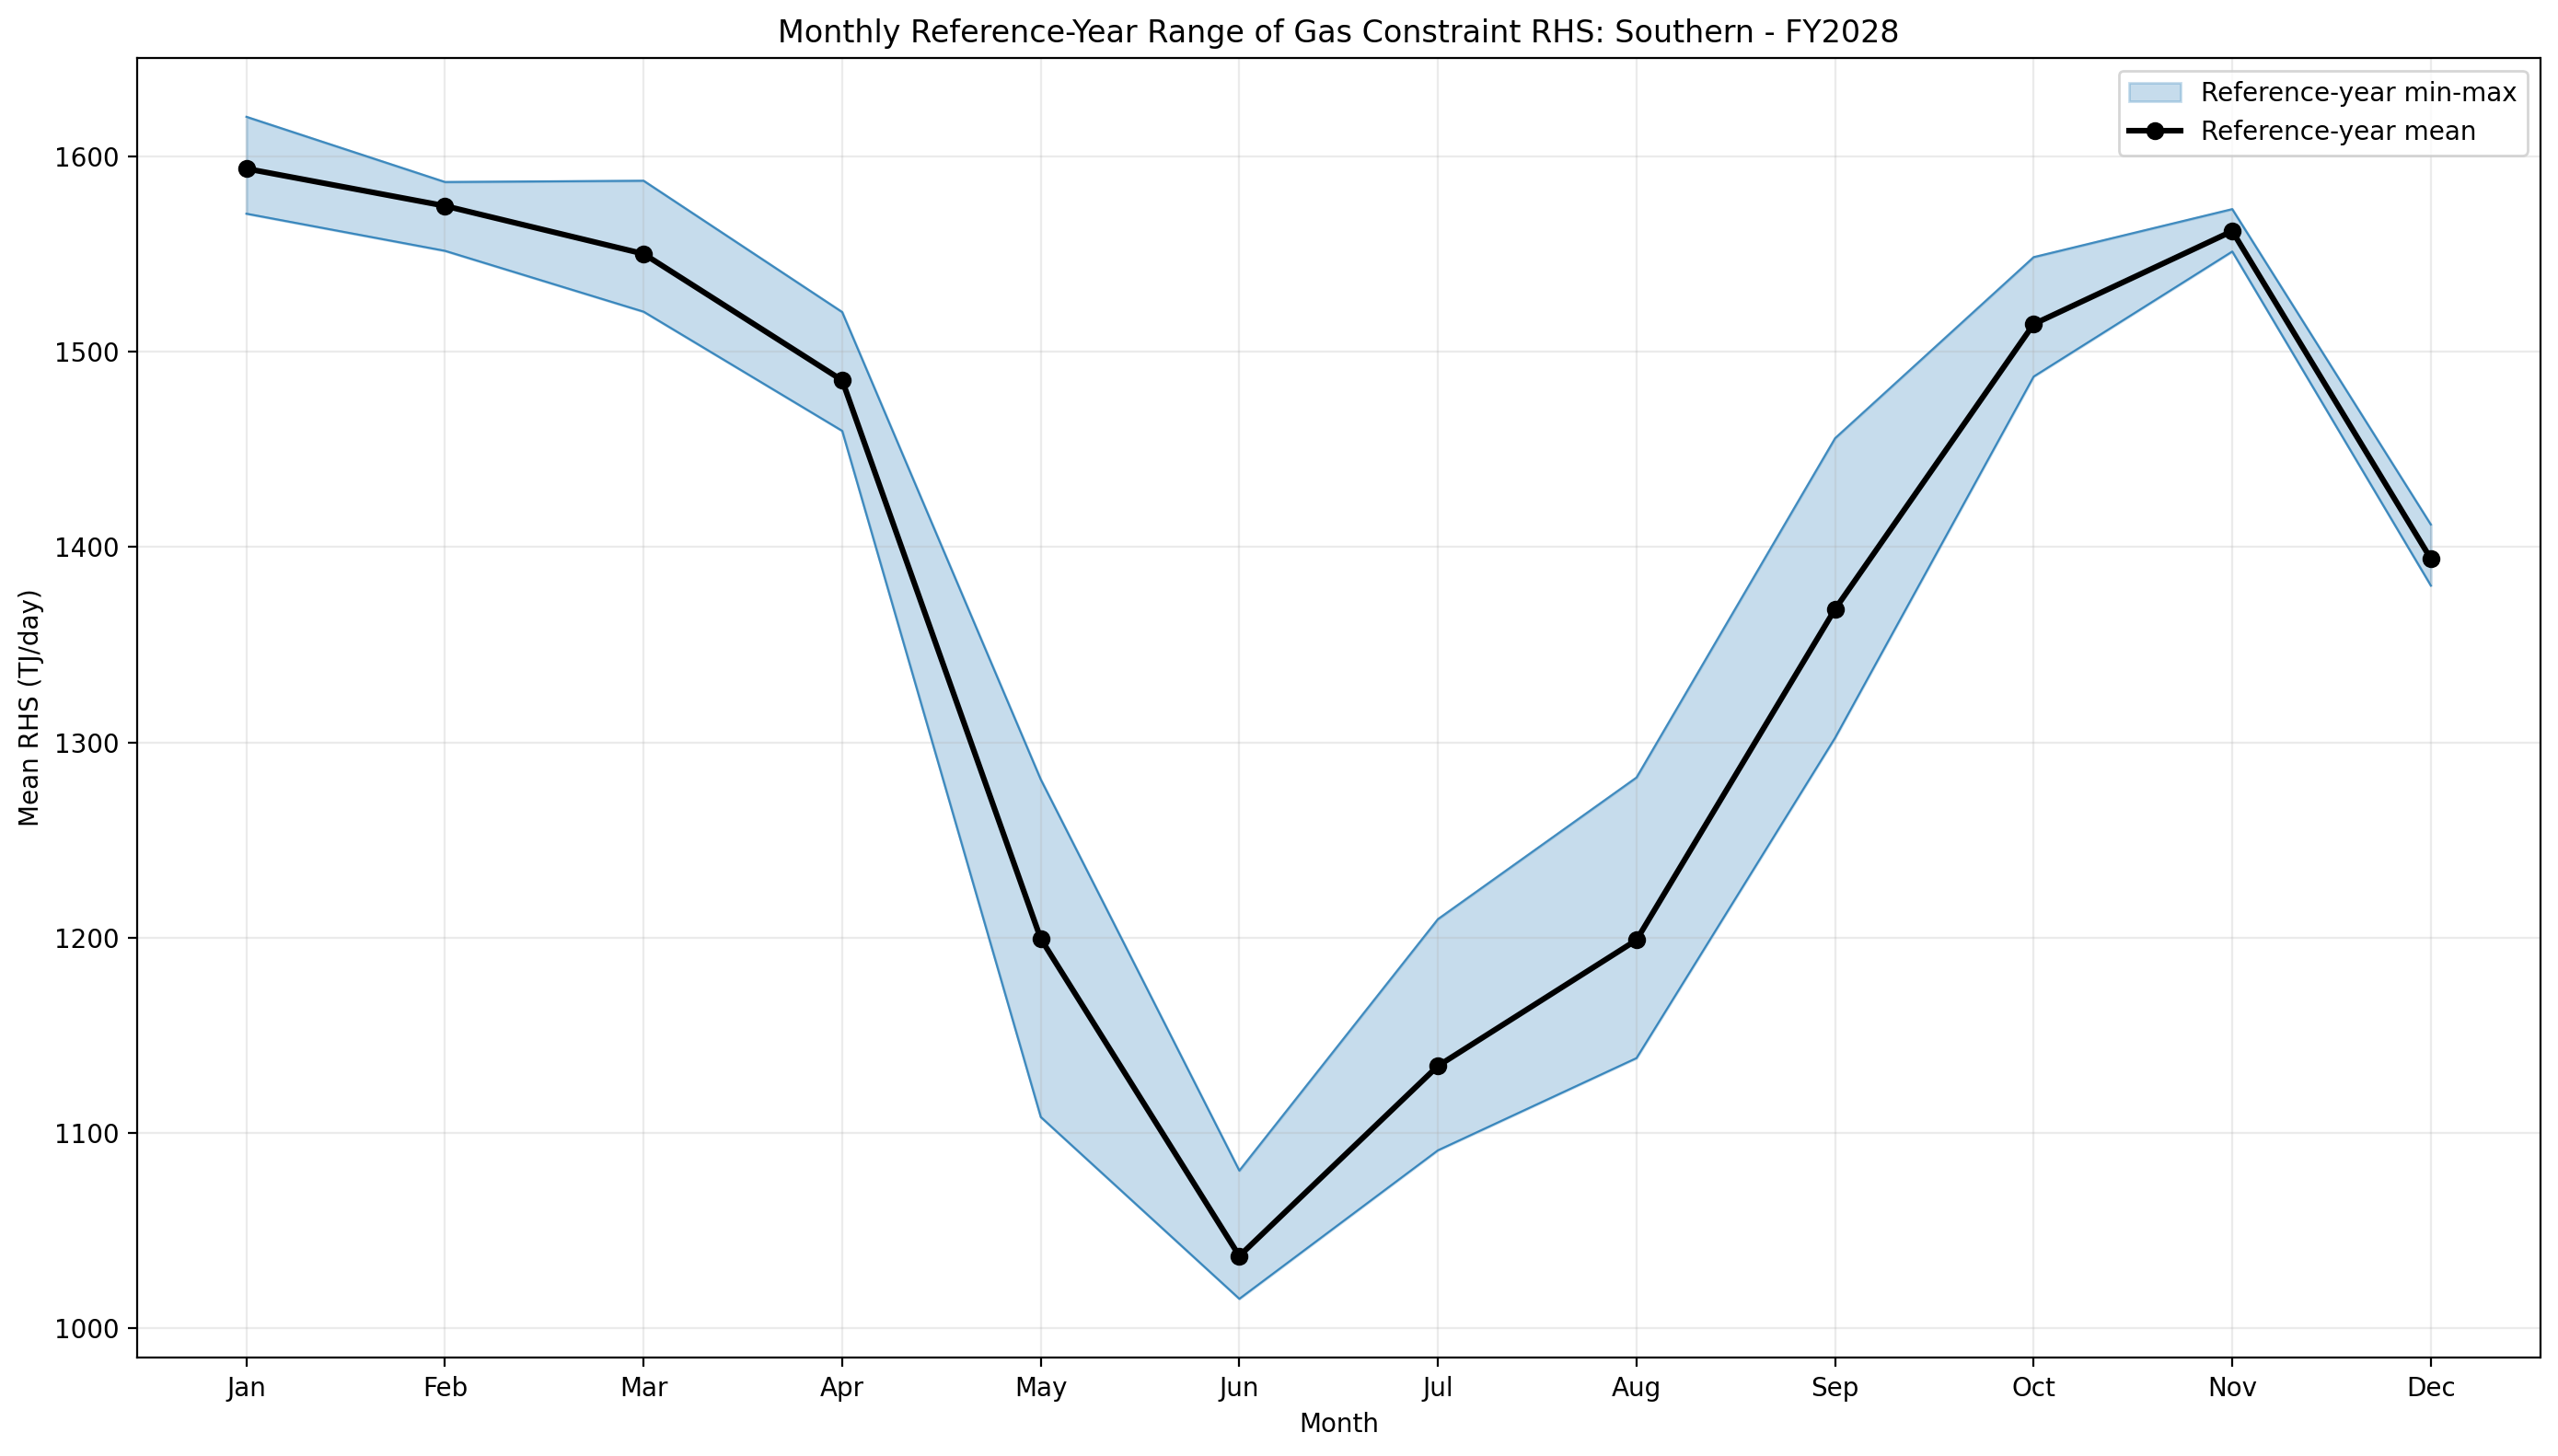 Monthly Reference-Year Range of Gas Constraint RHS: Southern - FY2028
Reference-year min-max
Reference-year mean
Mean RHS (TJ/day)
1600
1500
1400
1300
1200
1100
1000
Jan Feb Mar Apr May Jun Jul Aug Sep Oct Nov Dec
Month